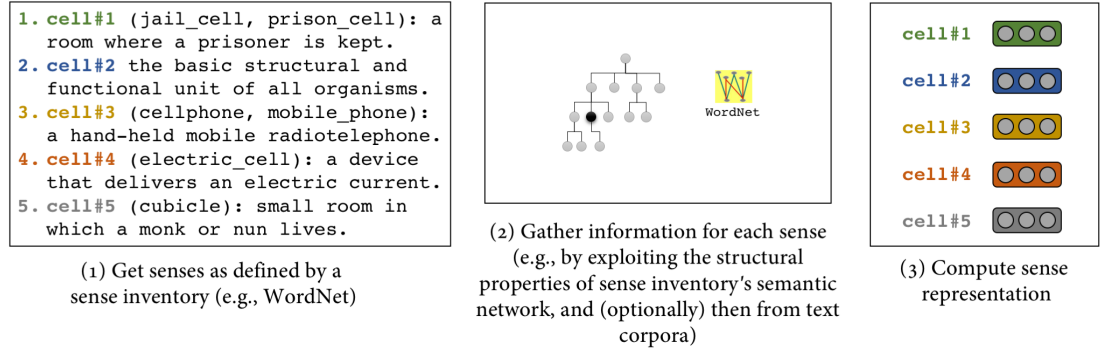 1. cell#1 (jail_cell, prison_cell): a
room where a prisoner is kept.
2. cell#2 the basic structural and
functional unit of all organisms.
3. cell#3 (cellphone, mobile_phone):
a hand-held mobile radiotelephone.
4. cell#4 (electric_cell): a device
that delivers an electric current.
5. cell#5 (cubicle): small room in
which a monk or nun lives.
(1) Get senses as defined by a
sense inventory (e.g., WordNet)
WordNet
(2) Gather information for each sense
(e.g., by exploiting the structural
properties of sense inventory's semantic
network, and (optionally) then from text
corpora)
cell#1
cell#2
cell#3
cell#4
cell#5
(3) Compute sense
representation